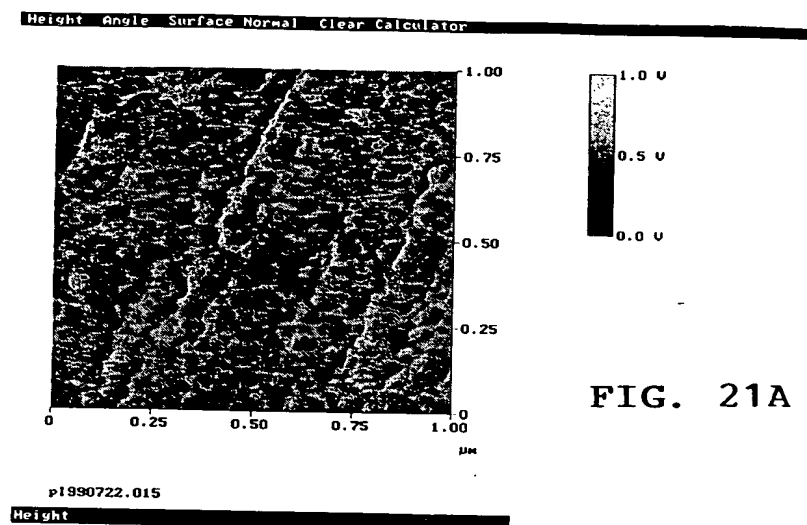 Height Angle Surface Normal Clear Calculator
1.00
0.75
0.50
0.25
0
0 0.25 0.50 0.75 1.00
µm
1.0 V
0.5 V
0.0 V
FIG. 21A
p1990722.015
Height